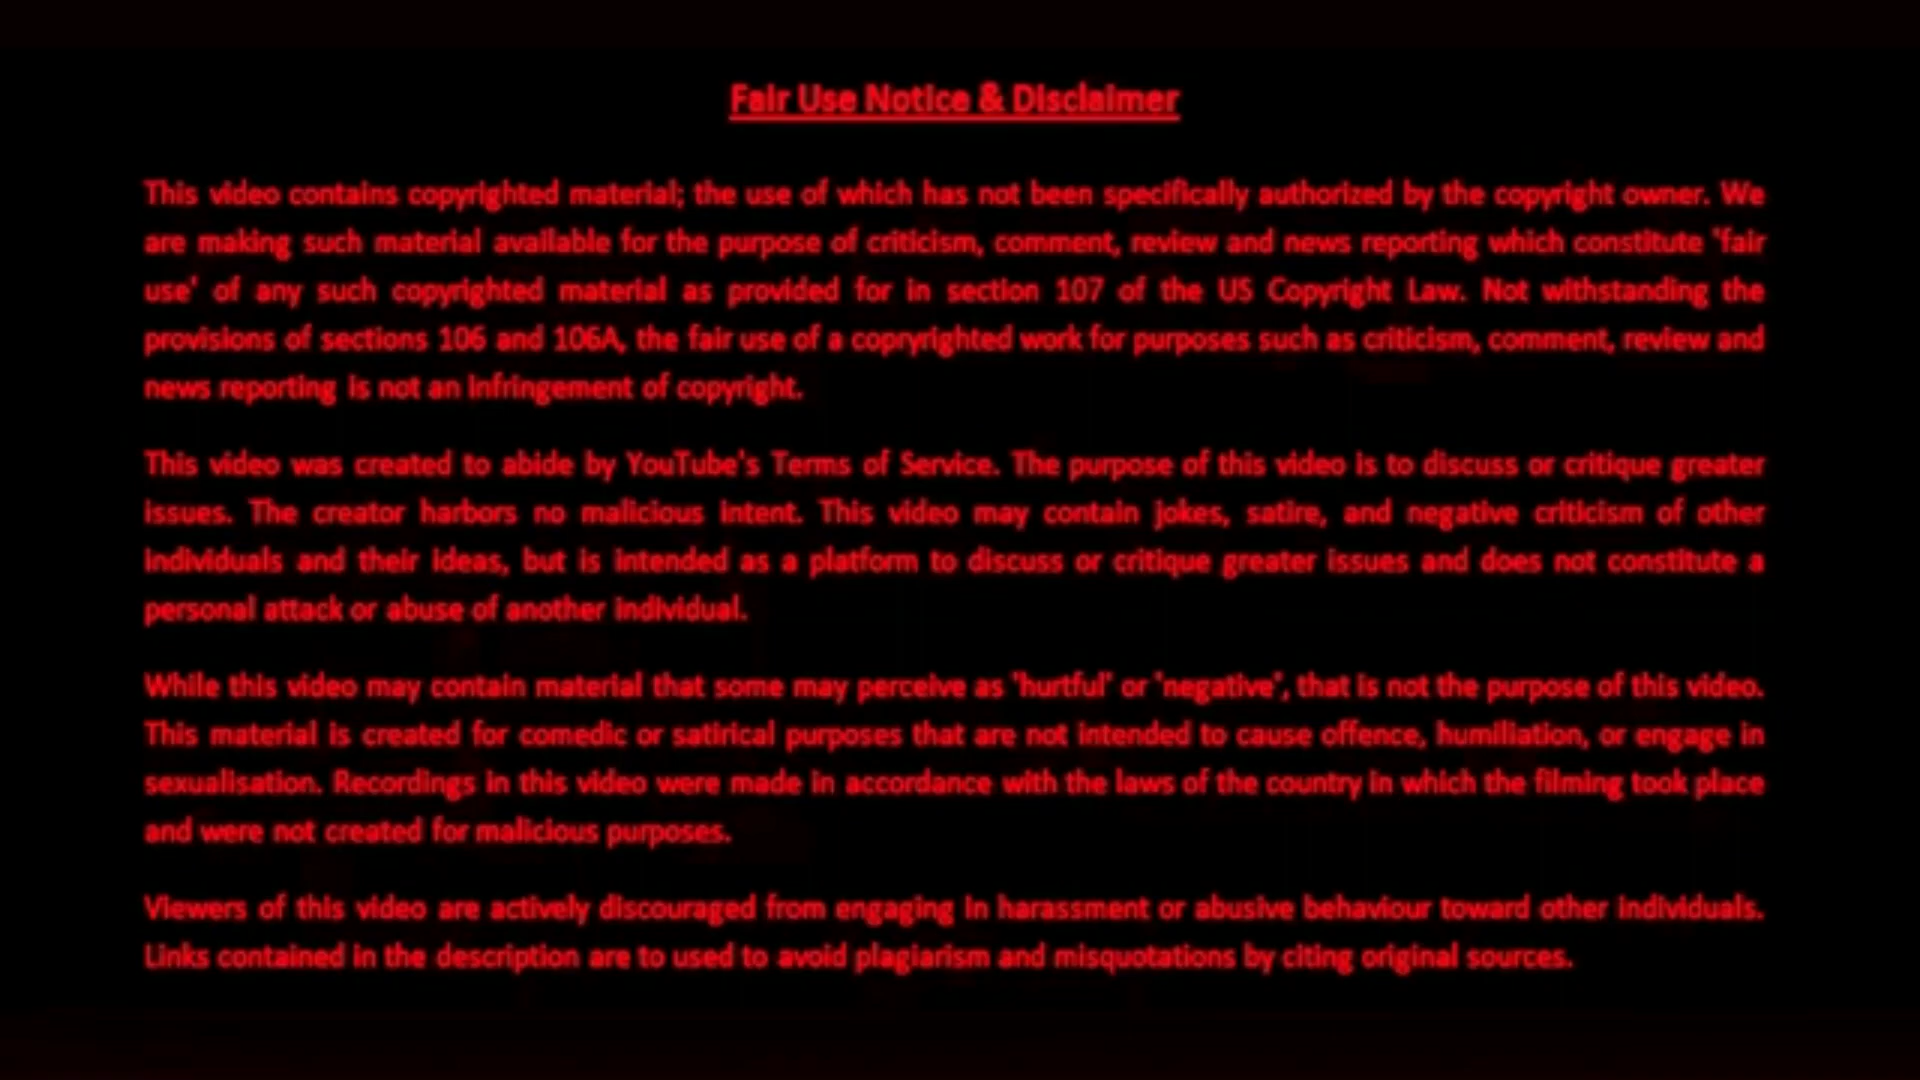 Fair Use Notice & Disclaimer
This video contains copyrighted material; the use of which has not been specifically authorized by the copyright owner. We
are making such material available for the purpose of criticism, comment, review and news reporting which constitute 'fair
use' of any such copyrighted material as provided for in section 107 of the US Copyright Law. Not withstanding the
provisions of sections 106 and 106A, the fair use of a copryrighted work for purposes such as criticism, comment, review and
news reporting is not an infringement of copyright.
This video was created to abide by YouTube's Terms of Service. The purpose of this video is to discuss or critique greater
issues. The creator harbors no malicious intent. This video may contain jokes, satire, and negative criticism of other
individuals and their ideas, but is intended as a platform to discuss or critique greater issues and does not constitute a
personal attack or abuse of another individual.
While this video may contain material that some may perceive as 'hurtful' or 'negative', that is not the purpose of this video.
This material is created for comedic or satirical purposes that are not intended to cause offence, humiliation, or engage in
sexualisation. Recordings in this video were made in accordance with the laws of the country in which the filming took place
and were not created for malicious purposes.
Viewers of this video are actively discouraged from engaging in harassment or abusive behaviour toward other individuals.
Links contained in the description are to used to avoid plagiarism and misquotations by citing original sources.